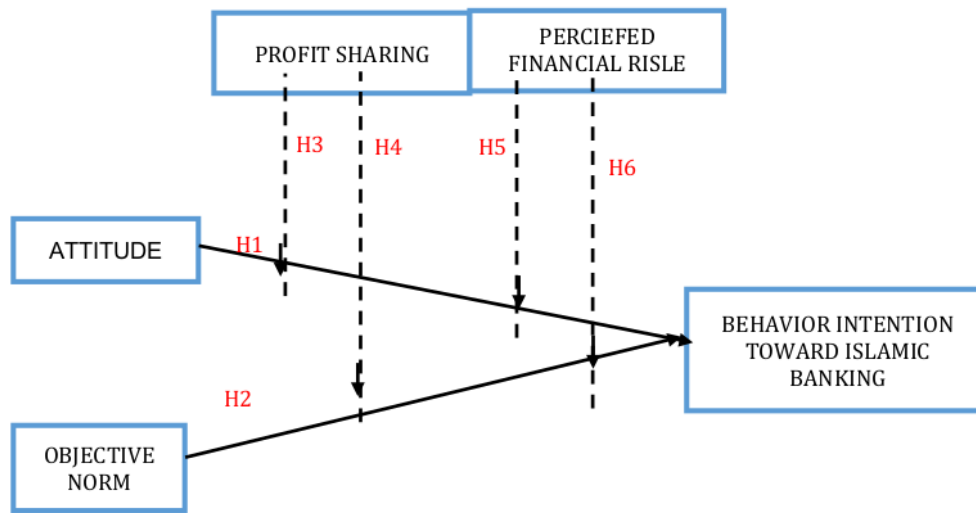 PROFIT SHARING
PERCIEFED
FINANCIAL RISLE
H3
H4
H5
H6
ATTITUDE
H1
BEHAVIOR INTENTION
TOWARD ISLAMIC
BANKING
H2
OBJECTIVE
NORM